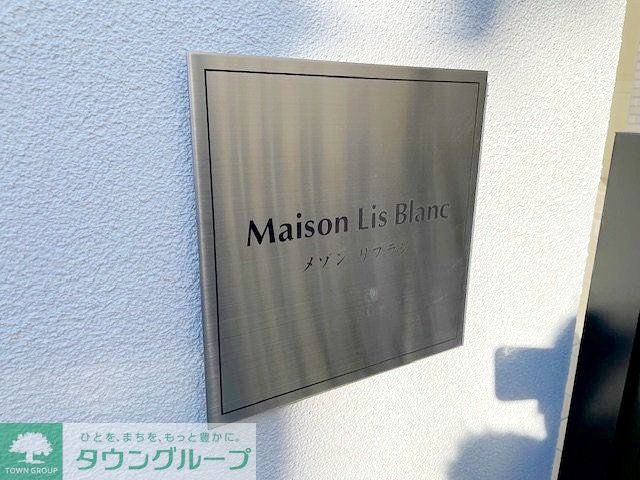 Maison Lis Blanc
メゾン リブラン
TOWN GROUP
ひとを、まちを、もっと豊かに。
タウングループ